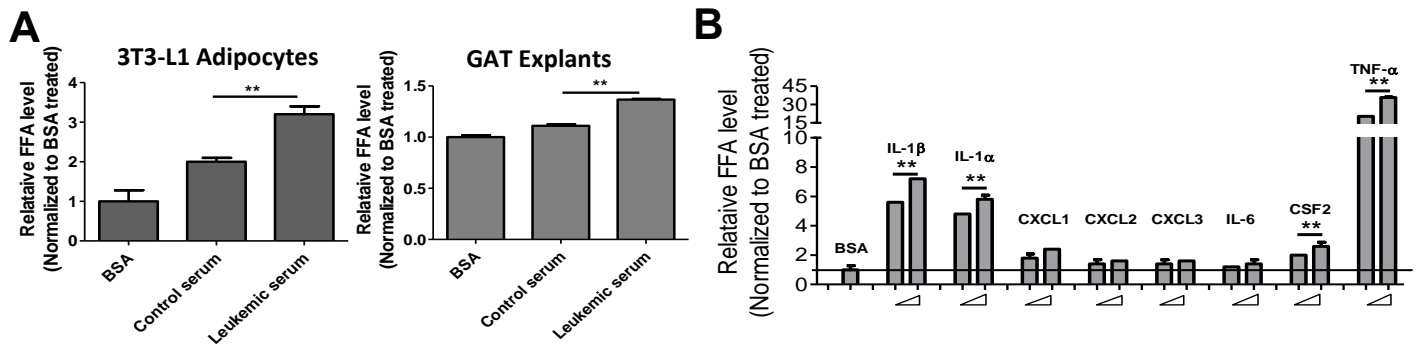 A
3T3-L1 Adipocytes
Relataive FFA level
(Normalized to BSA treated)
4
3
2
1
0
**
BSA
Control serum
Leukemic serum
GAT Explants
Relataive FFA level
(Normalized to BSA treated)
1.5
1.0
0.5
0.0
**
BSA
Control serum
Leukemic serum
B
Relataive FFA level
(Normalized to BSA treated)
45
30
15
10
8
6
4
2
0
BSA
IL-1β
**
IL-1α
**
CXCL1
CXCL2
CXCL3
IL-6
CSF2
**
TNF-α
**